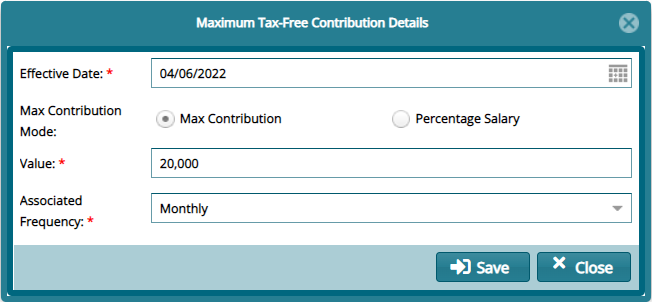 Maximum Tax-Free Contribution Details
Effective Date: *
04/06/2022
Max Contribution
Mode:
Max Contribution
Percentage Salary
Value: *
20,000
Associated
Frequency: *
Monthly
Save
Close